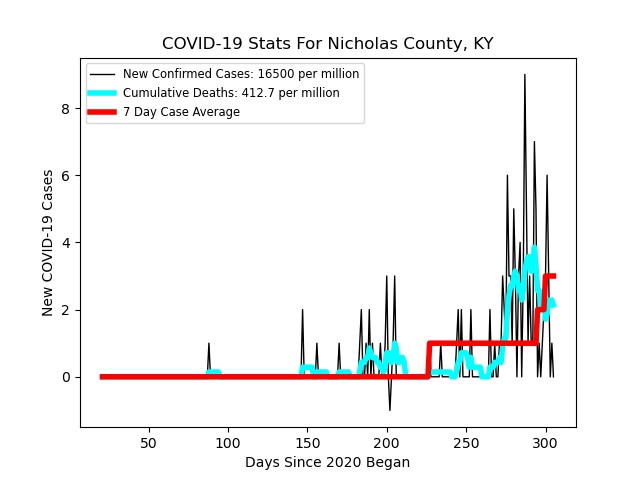 COVID-19 Stats For Nicholas County, KY
New Confirmed Cases: 16500 per million
Cumulative Deaths: 412.7 per million
7 Day Case Average
New COVID-19 Cases
8
6
4
2
0
50 100 150 200 250 300
Days Since 2020 Began